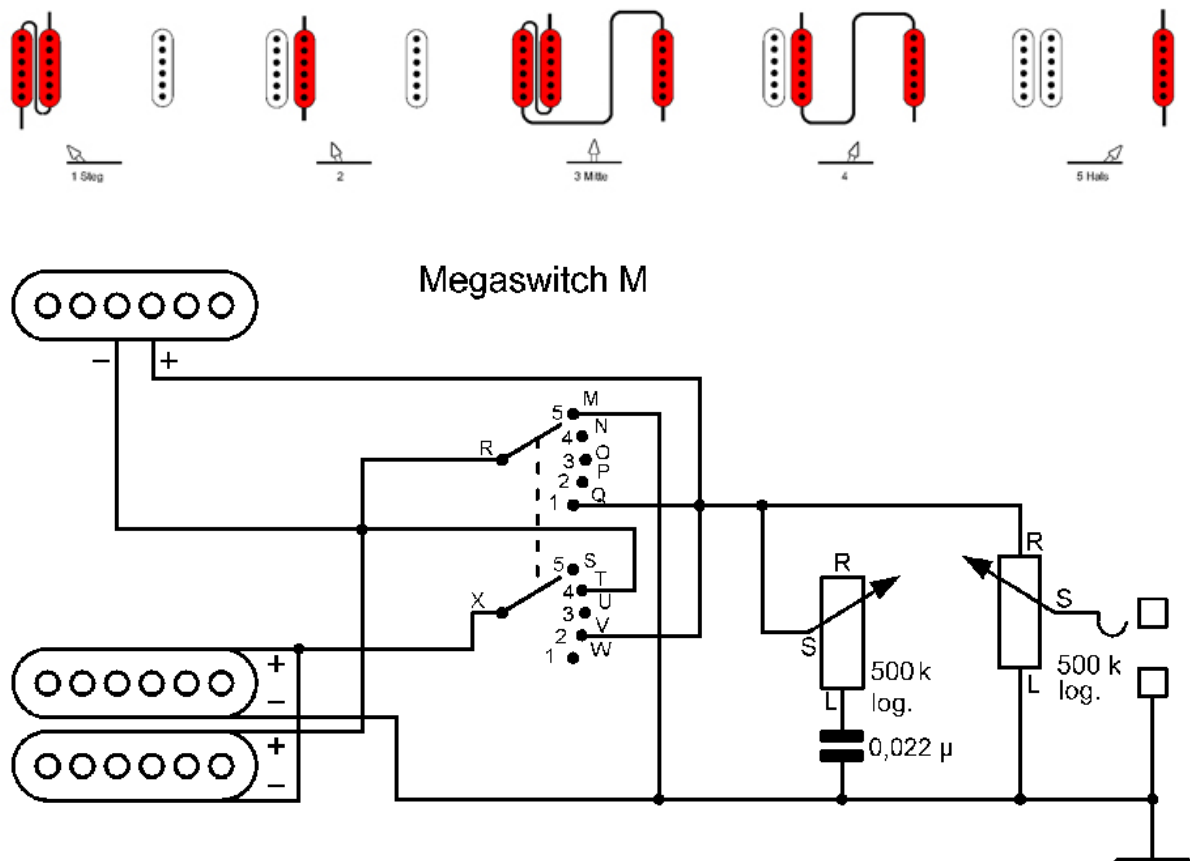 1 Steg
2
3 Mitte
4
5 Hals
Megaswitch M
− +
5 M
4 N
3 O
2 P
1 Q
R
5 S
4 T
3 U
2 V
1 W
X
R
S
L
500 k
log.
0,022 µ
R
S
L
500 k
log.
+
−
+
−